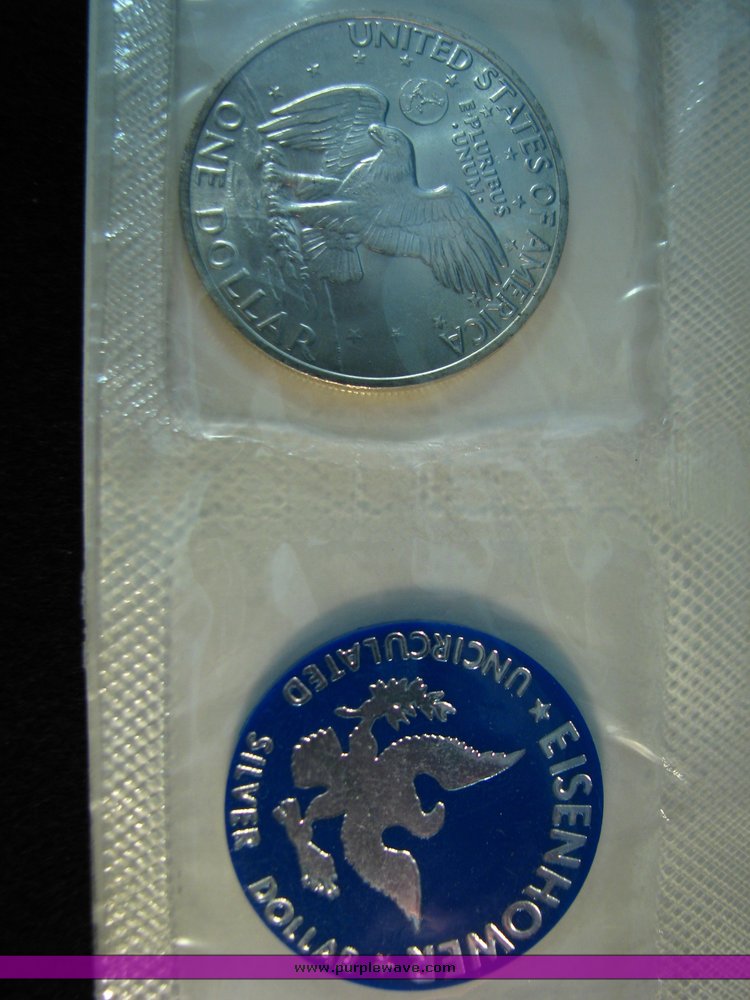 UNITED STATES OF AMERICA
E·PLURIBUS
·UNUM·
ONE DOLLAR
EISENHOWER
UNCIRCULATED
SILVER DOLLAR
www.purplewave.com